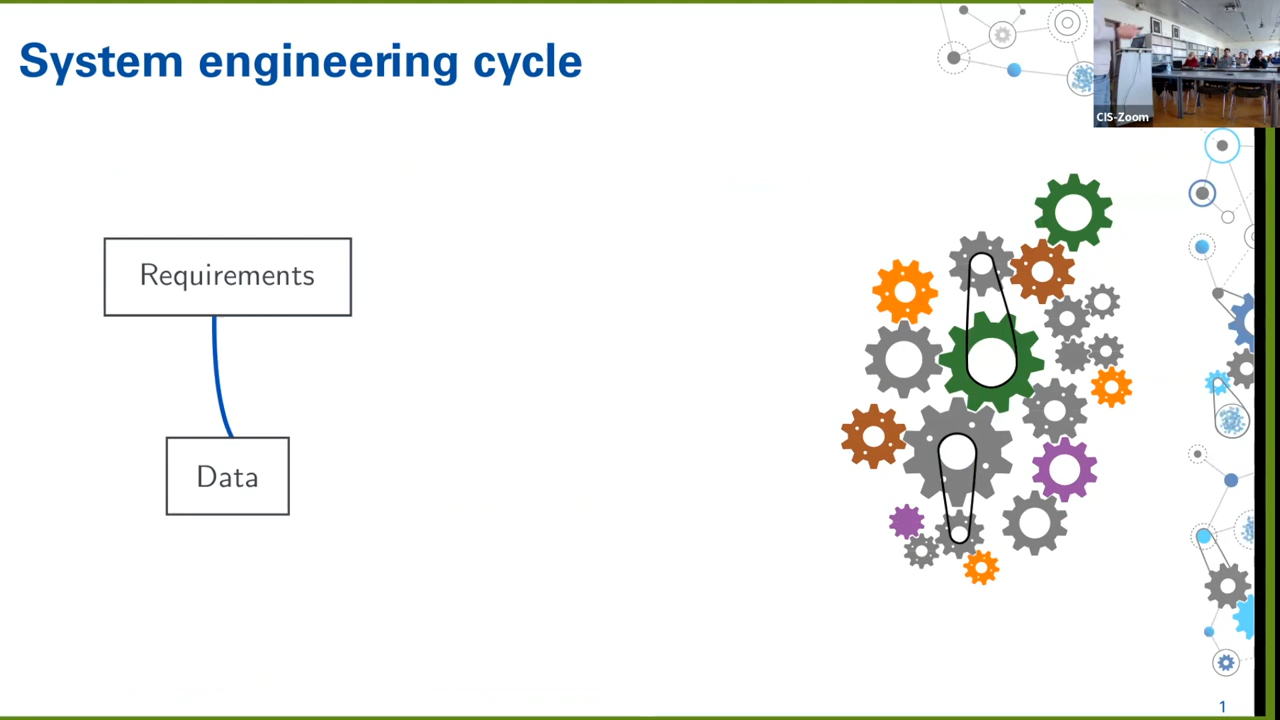 System engineering cycle
CIS-Zoom
Requirements
Data
1